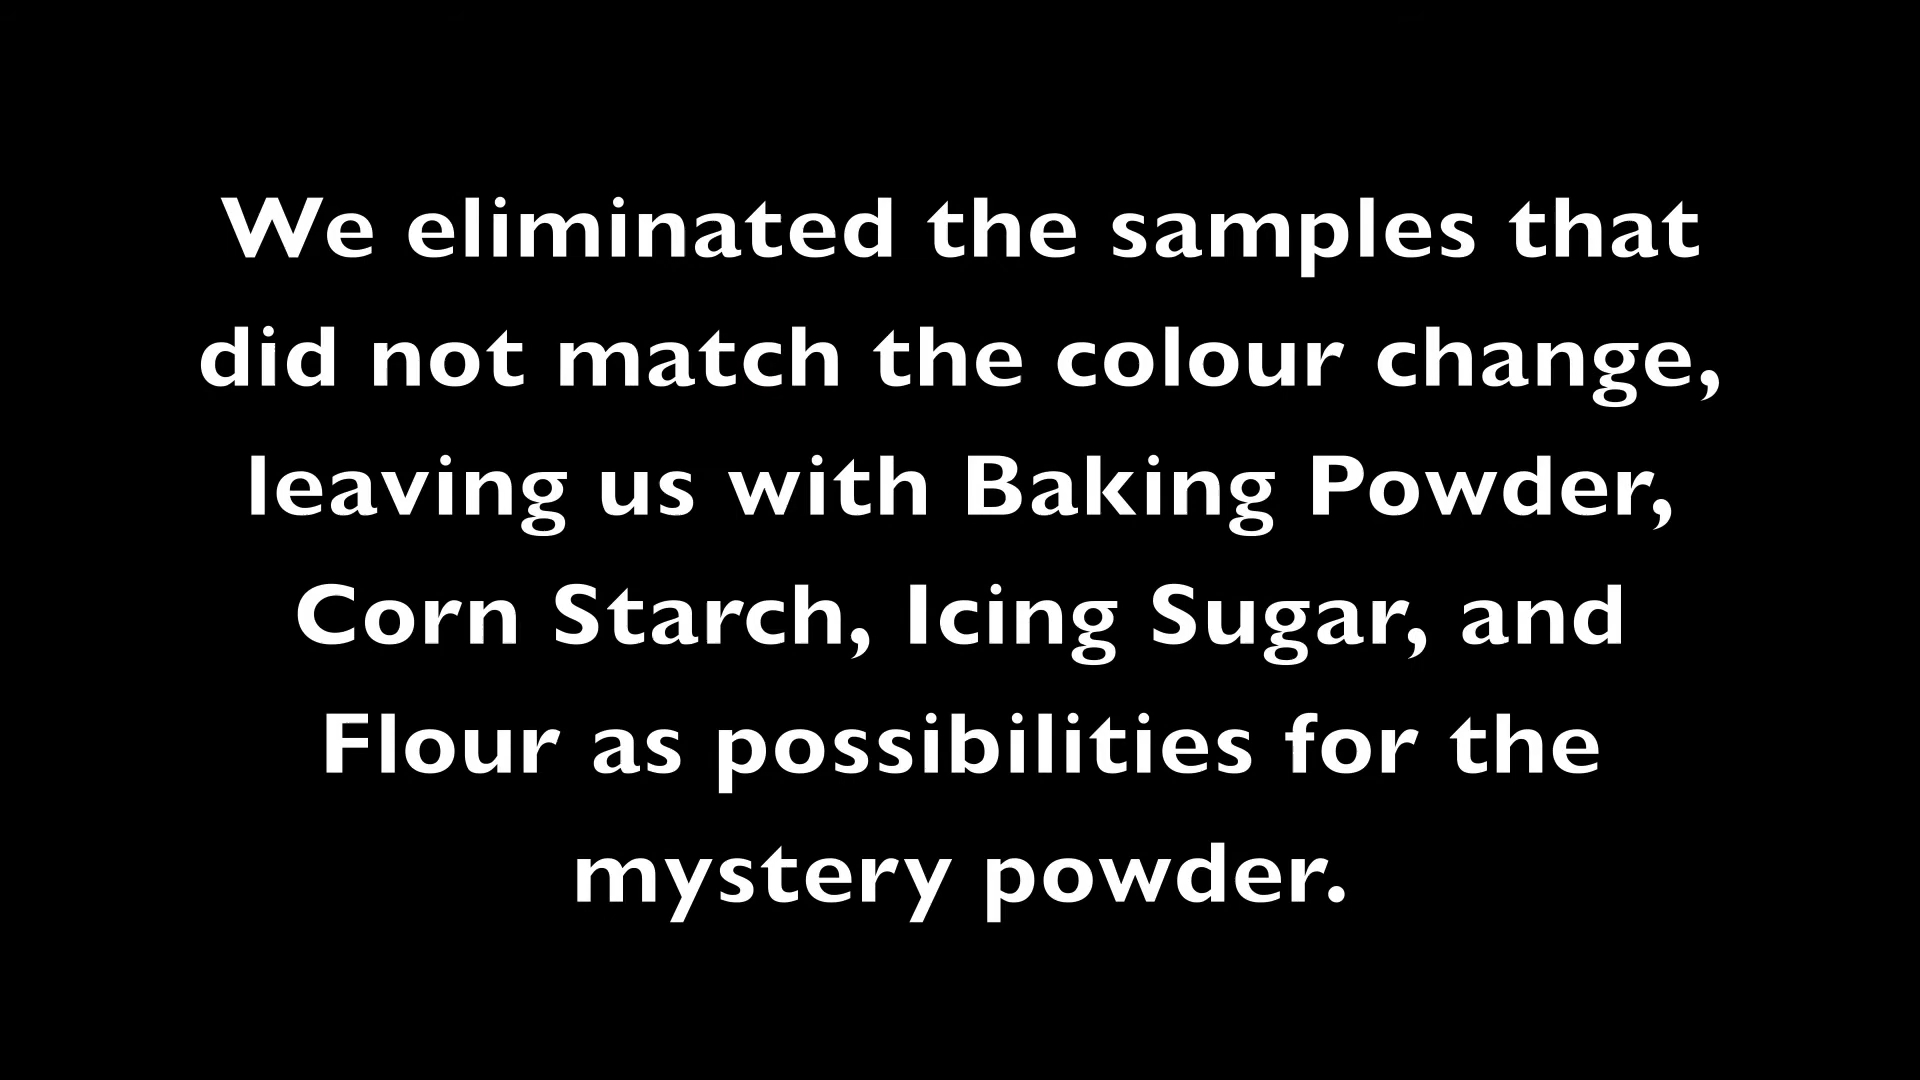 We eliminated the samples that
did not match the colour change,
leaving us with Baking Powder,
Corn Starch, Icing Sugar, and
Flour as possibilities for the
mystery powder.